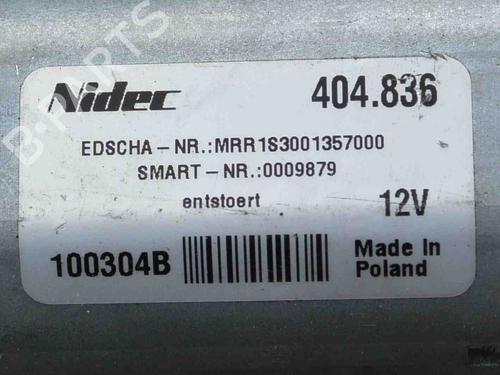 Nidec 404.836
EDSCHA-NR.:MRR1S3001357000
SMART-NR.:0009879
entstoert 12V
100304B Made In
Poland
B-PARTS